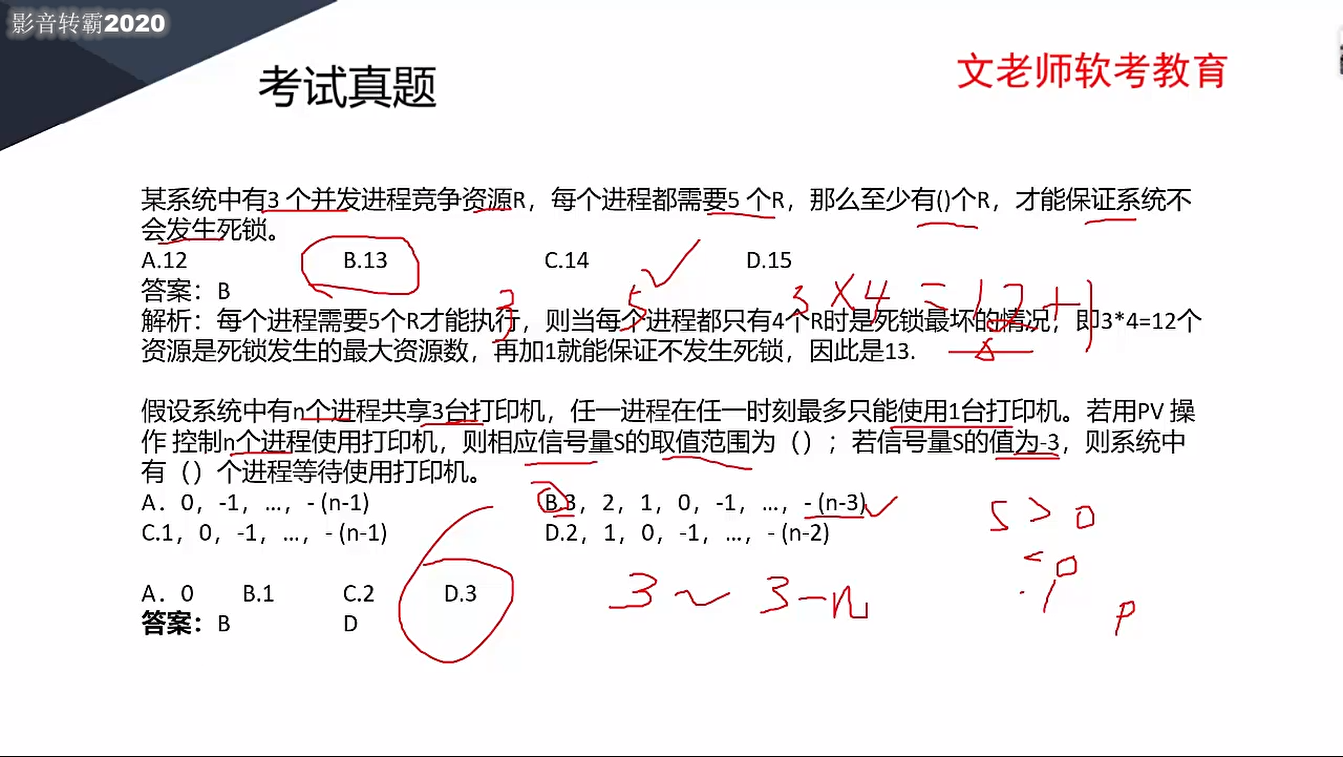 影音转霸2020
考试真题
文老师软考教育
某系统中有3 个并发进程竞争资源R，每个进程都需要5 个R，那么至少有()个R，才能保证系统不
会发生死锁。
A.12 B.13 C.14 D.15
答案：B
3 5 3×4=12+1
解析：每个进程需要5个R才能执行，则当每个进程都只有4个R时是死锁最坏的情况，即3*4=12个
资源是死锁发生的最大资源数，再加1就能保证不发生死锁，因此是13.
假设系统中有n个进程共享3台打印机，任一进程在任一时刻最多只能使用1台打印机。若用PV 操
作 控制n个进程使用打印机，则相应信号量S的取值范围为（）；若信号量S的值为-3，则系统中
有（）个进程等待使用打印机。
A．0，-1，…，- (n-1) B.3，2，1，0，-1，…，- (n-3)
C.1，0，-1，…，- (n-1) D.2，1，0，-1，…，- (n-2)
S > 0
< 0
A．0 B.1 C.2 D.3
3 ~ 3-n
P
答案：B D